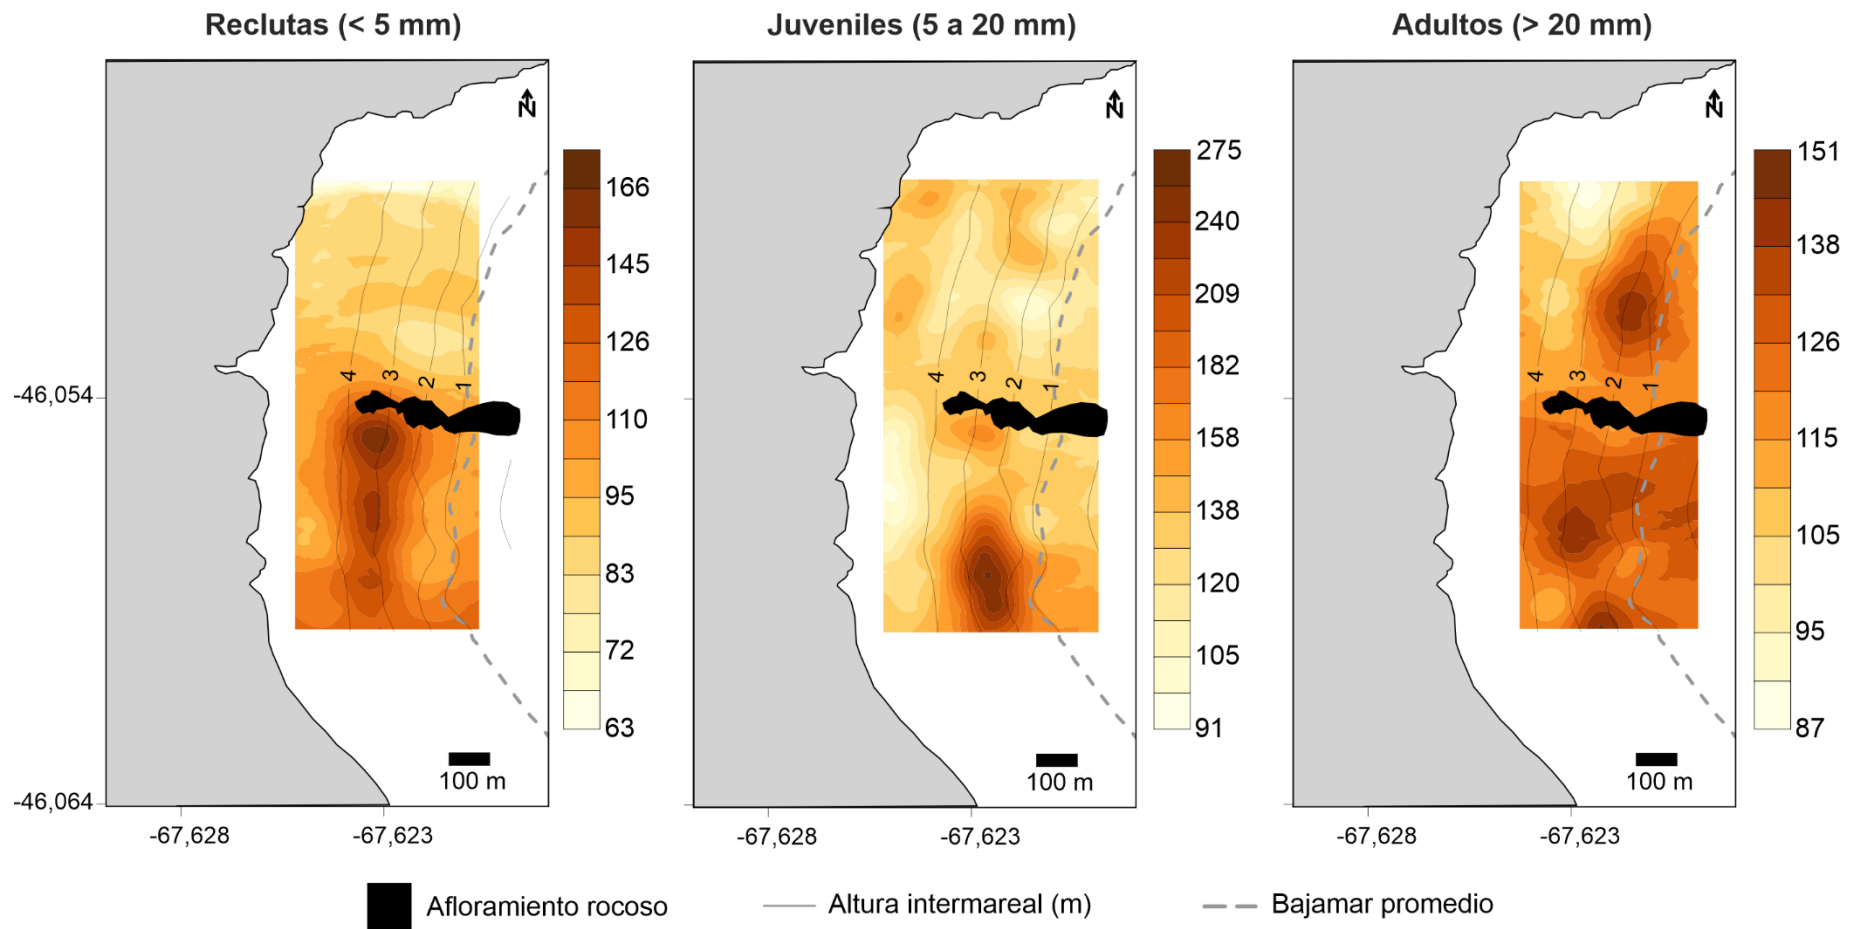 Reclutas (< 5 mm)
Juveniles (5 a 20 mm)
Adultos (> 20 mm)
N
N
N
166
145
126
110
95
83
72
63
275
240
209
182
158
138
120
105
91
151
138
126
115
105
95
87
4 3 2 1
4 3 2 1
4 3 2 1
-46,054
-46,064
100 m
100 m
100 m
-67,628 -67,623
-67,628 -67,623
-67,628 -67,623
Afloramiento rocoso
Altura intermareal (m)
Bajamar promedio